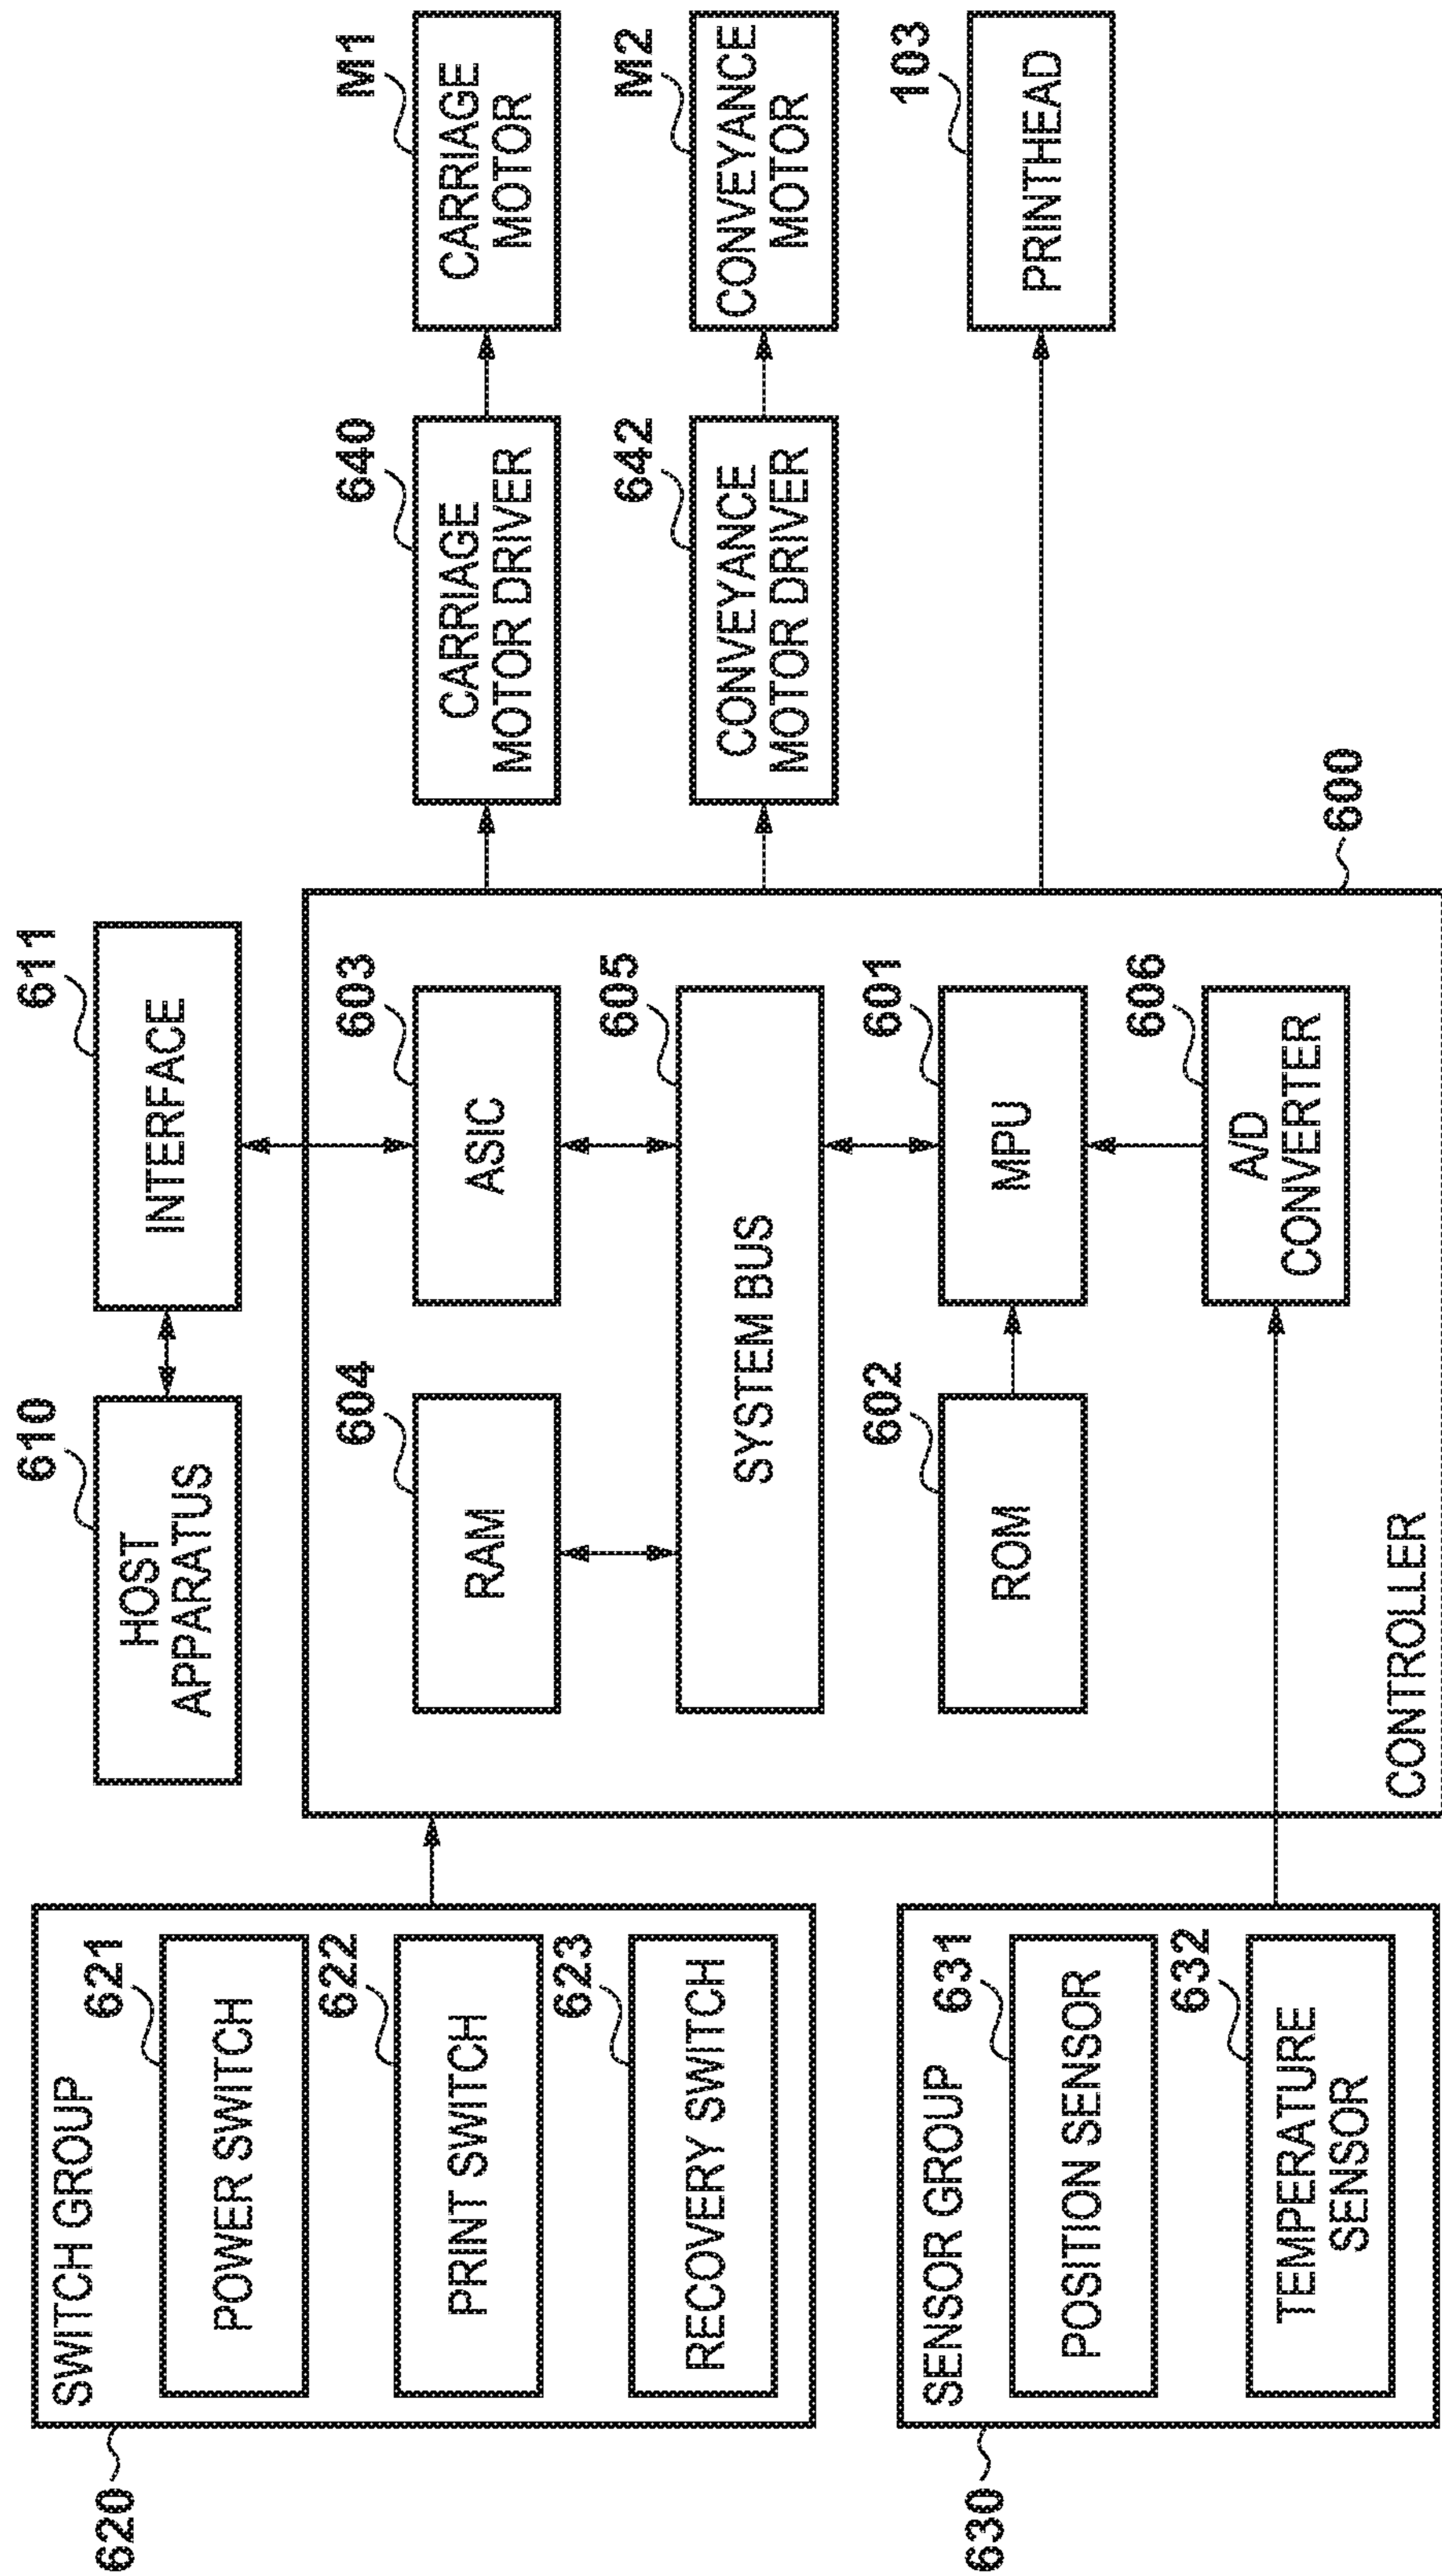 610
HOST
APPARATUS
611
INTERFACE
620
SWITCH GROUP
621
POWER SWITCH
622
PRINT SWITCH
623
RECOVERY SWITCH
630
SENSOR GROUP
631
POSITION SENSOR
632
TEMPERATURE
SENSOR
604
RAM
603
ASIC
605
SYSTEM BUS
602
ROM
601
MPU
606
A/D
CONVERTER
CONTROLLER
600
640
CARRIAGE
MOTOR DRIVER
M1
CARRIAGE
MOTOR
642
CONVEYANCE
MOTOR DRIVER
M2
CONVEYANCE
MOTOR
103
PRINTHEAD